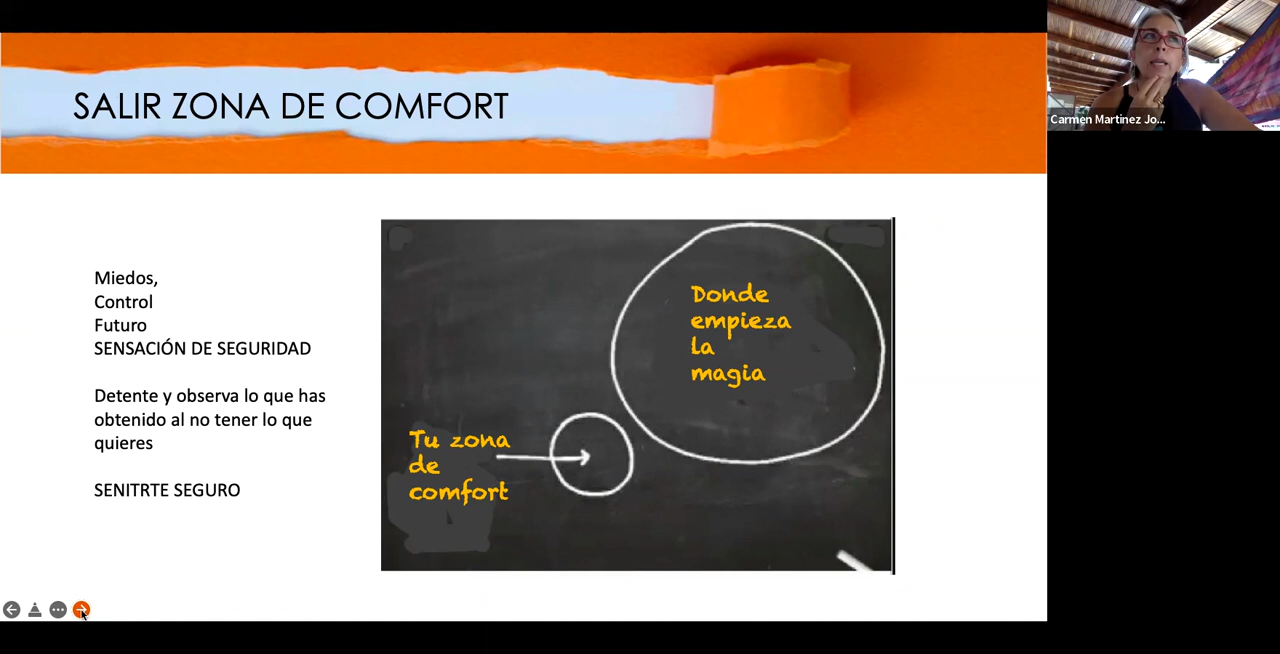 SALIR ZONA DE COMFORT
Carmen Martinez Jo...
Miedos,
Control
Futuro
SENSACIÓN DE SEGURIDAD
Detente y observa lo que has
obtenido al no tener lo que
quieres
SENITRTE SEGURO
Donde
empieza
la
magia
Tu zona
de
comfort